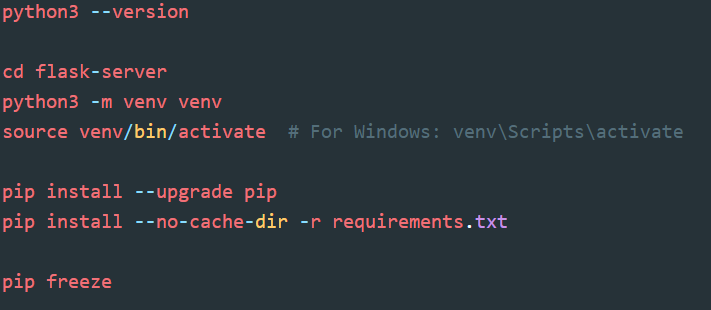 python3 --version
cd flask-server
python3 -m venv venv
source venv/bin/activate  # For Windows: venv\Scripts\activate
pip install --upgrade pip
pip install --no-cache-dir -r requirements.txt
pip freeze